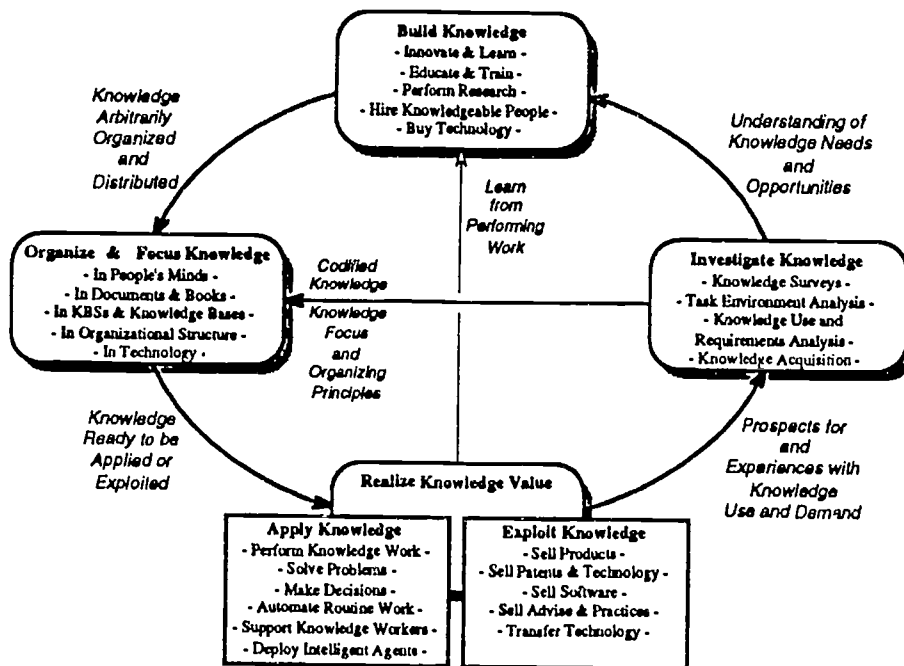 Build Knowledge
- Innovate & Learn -
- Educate & Train -
- Perform Research -
- Hire Knowledgeable People -
- Buy Technology -
Knowledge
Arbitrarily
Organized
and
Distributed
Understanding of
Knowledge Needs
and
Opportunities
Learn
from
Performing
Work
Organize & Focus Knowledge
- In People's Minds -
- In Documents & Books -
- In KBSs & Knowledge Bases -
- In Organizational Structure -
- In Technology -
Codified
Knowledge
Knowledge
Focus
and
Organizing
Principles
Investigate Knowledge
- Knowledge Surveys -
- Task Environment Analysis -
- Knowledge Use and
Requirements Analysis -
- Knowledge Acquisition -
Knowledge
Ready to be
Applied or
Exploited
Prospects for
and
Experiences with
Knowledge
Use and Demand
Realize Knowledge Value
Apply Knowledge
- Perform Knowledge Work -
- Solve Problems -
- Make Decisions -
- Automate Routine Work -
- Support Knowledge Workers -
- Deploy Intelligent Agents -
Exploit Knowledge
- Sell Products -
- Sell Patents & Technology -
- Sell Software -
- Sell Advise & Practices -
- Transfer Technology -